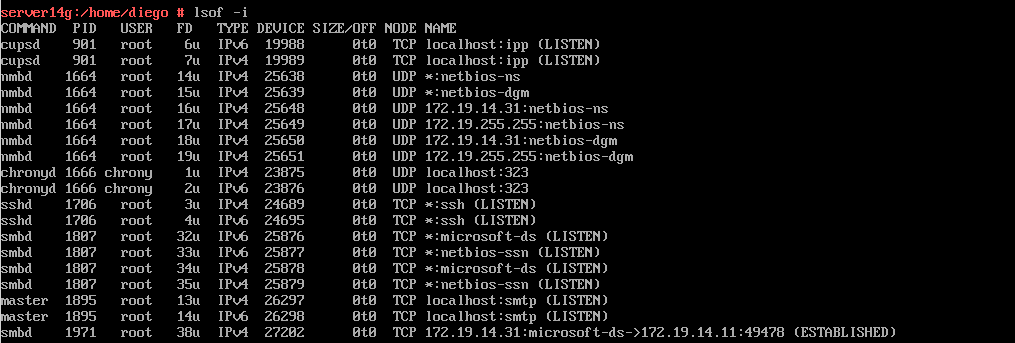 server14g:/home/diego # lsof -i
COMMAND  PID   USER   FD   TYPE DEVICE SIZE/OFF NODE NAME
cupsd    901   root    6u  IPv6  19988      0t0  TCP localhost:ipp (LISTEN)
cupsd    901   root    7u  IPv4  19989      0t0  TCP localhost:ipp (LISTEN)
nmbd    1664   root   14u  IPv4  25638      0t0  UDP *:netbios-ns
nmbd    1664   root   15u  IPv4  25639      0t0  UDP *:netbios-dgm
nmbd    1664   root   16u  IPv4  25648      0t0  UDP 172.19.14.31:netbios-ns
nmbd    1664   root   17u  IPv4  25649      0t0  UDP 172.19.255.255:netbios-ns
nmbd    1664   root   18u  IPv4  25650      0t0  UDP 172.19.14.31:netbios-dgm
nmbd    1664   root   19u  IPv4  25651      0t0  UDP 172.19.255.255:netbios-dgm
chronyd 1666 chrony    1u  IPv4  23875      0t0  UDP localhost:323
chronyd 1666 chrony    2u  IPv6  23876      0t0  UDP localhost:323
sshd    1706   root    3u  IPv4  24689      0t0  TCP *:ssh (LISTEN)
sshd    1706   root    4u  IPv6  24695      0t0  TCP *:ssh (LISTEN)
smbd    1807   root   32u  IPv6  25876      0t0  TCP *:microsoft-ds (LISTEN)
smbd    1807   root   33u  IPv6  25877      0t0  TCP *:netbios-ssn (LISTEN)
smbd    1807   root   34u  IPv4  25878      0t0  TCP *:microsoft-ds (LISTEN)
smbd    1807   root   35u  IPv4  25879      0t0  TCP *:netbios-ssn (LISTEN)
master  1895   root   13u  IPv4  26297      0t0  TCP localhost:smtp (LISTEN)
master  1895   root   14u  IPv6  26298      0t0  TCP localhost:smtp (LISTEN)
smbd    1971   root   38u  IPv4  27202      0t0  TCP 172.19.14.31:microsoft-ds->172.19.14.11:49478 (ESTABLISHED)